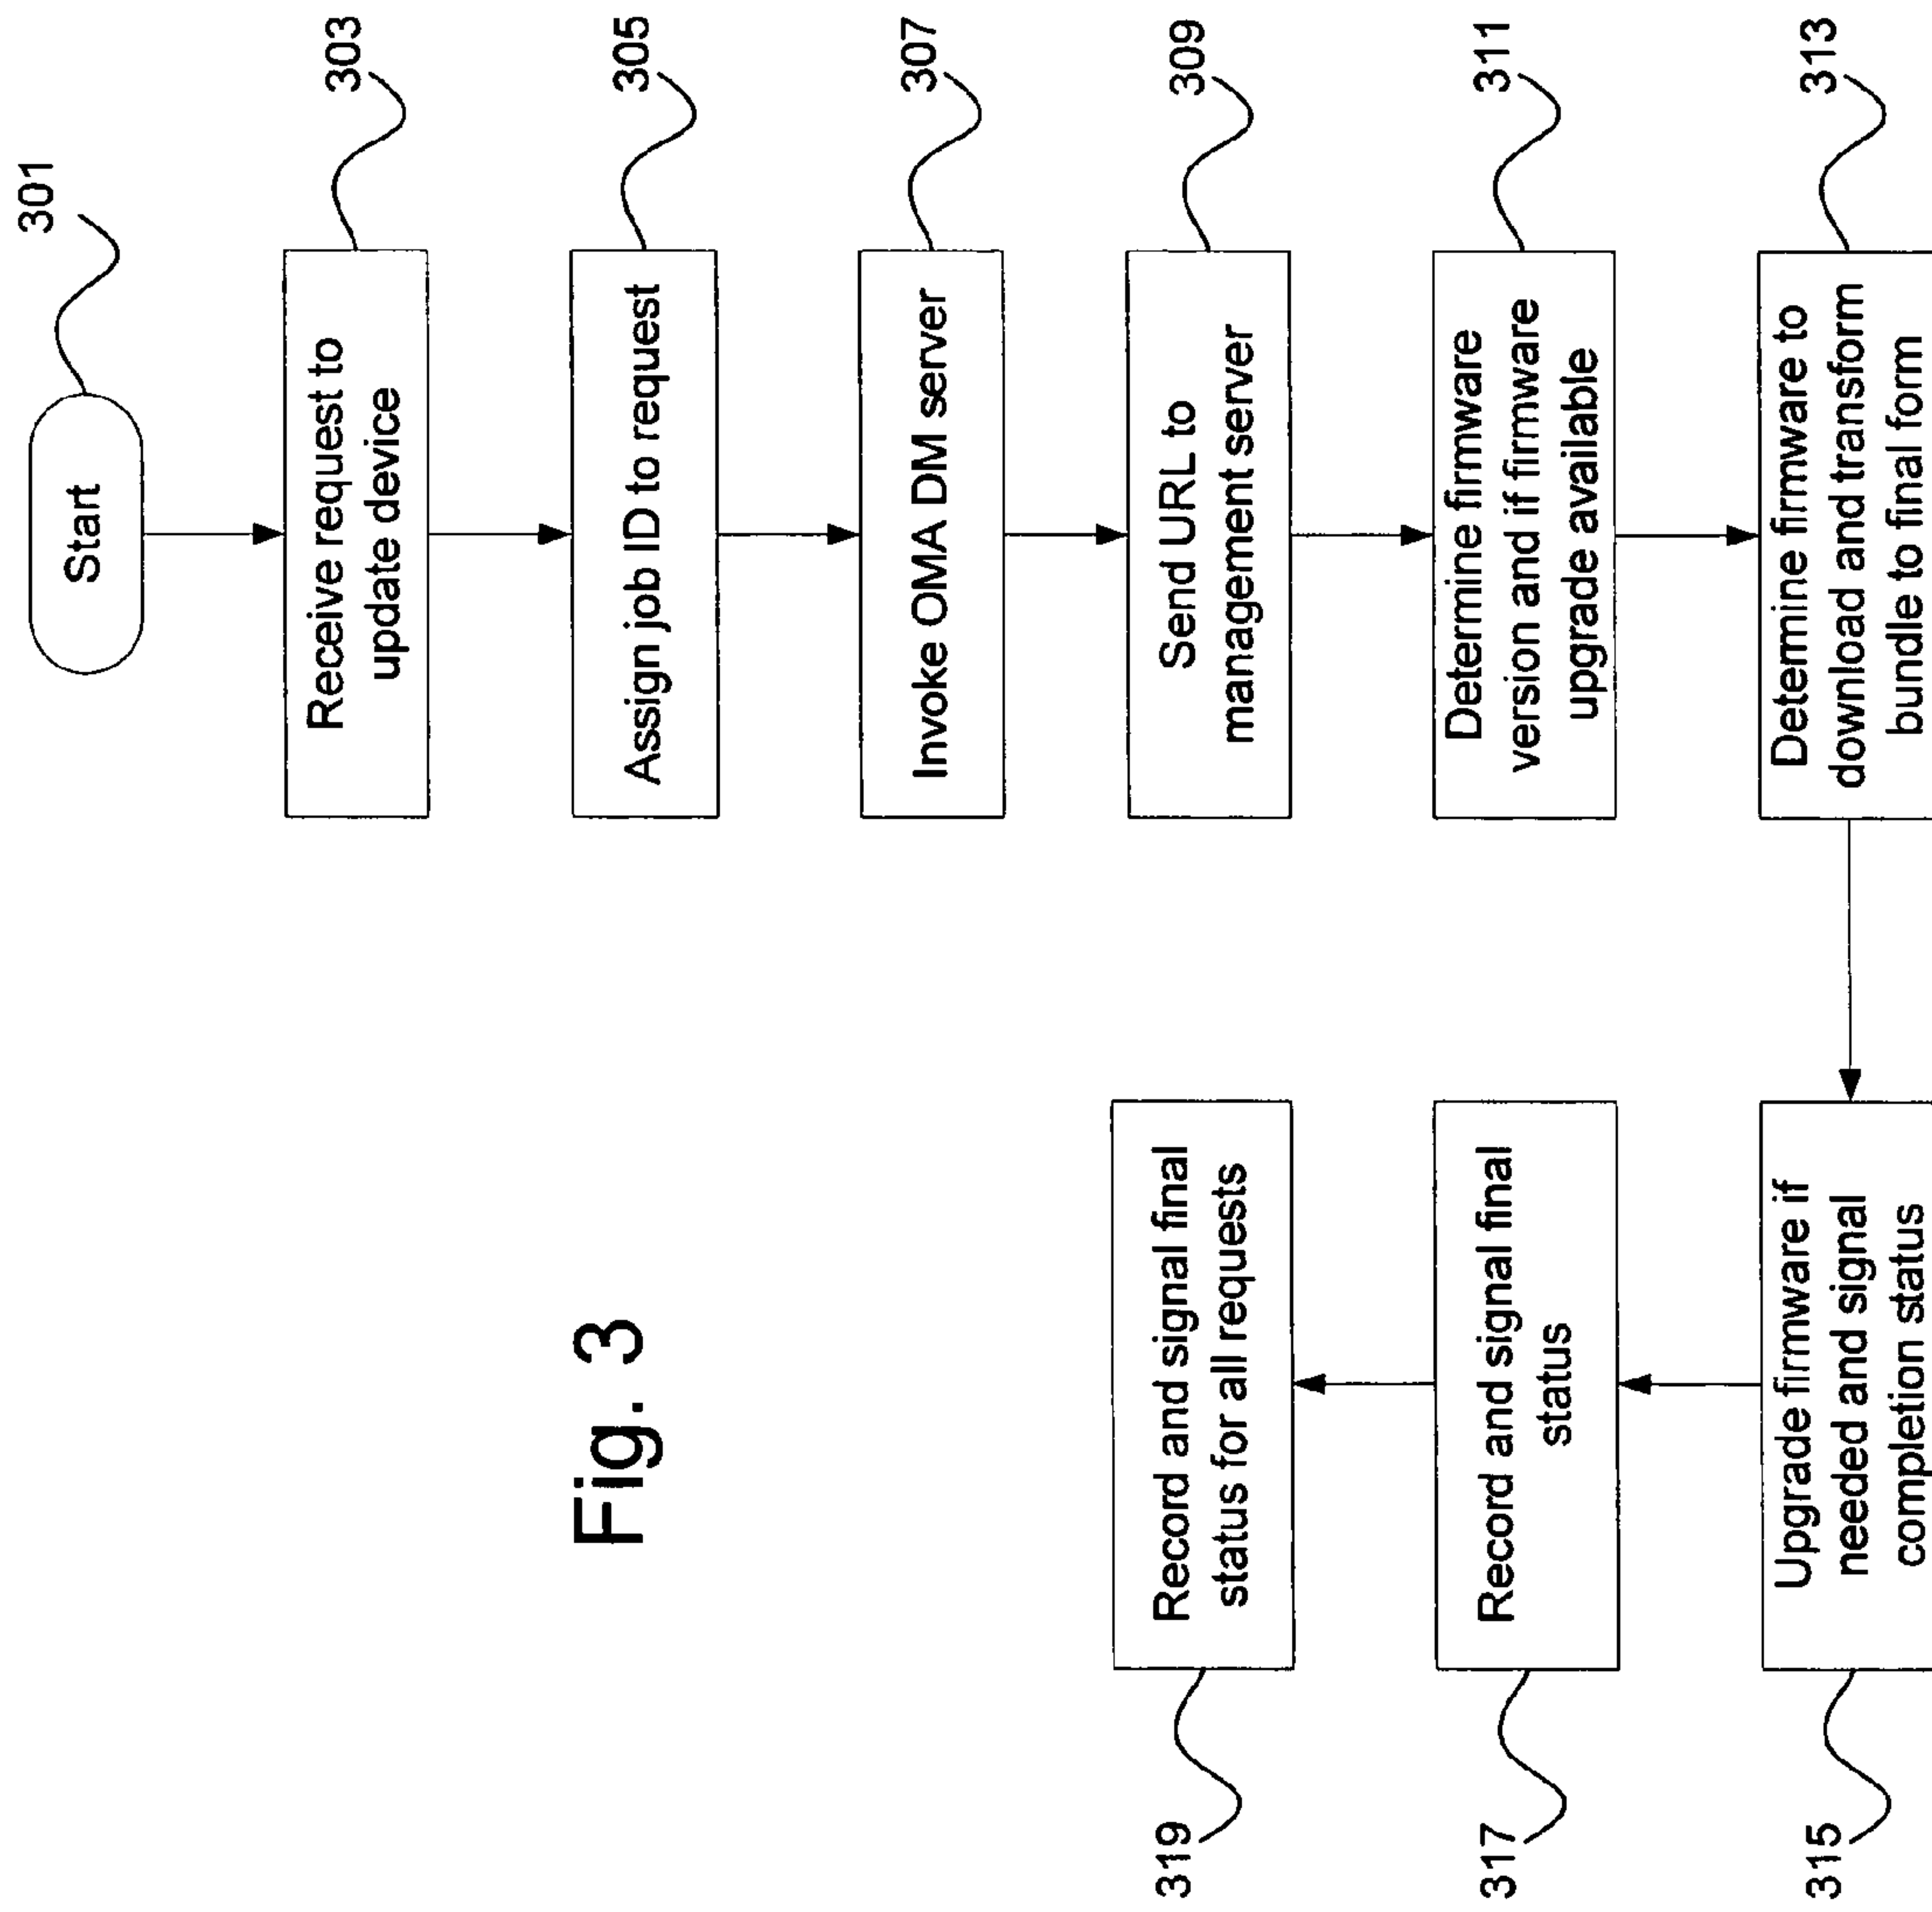 301
Start
303
Receive request to
update device
305
Assign job ID to request
307
Invoke OMA DM server
309
Send URL to
management server
311
Determine firmware
version and if firmware
upgrade available
313
Determine firmware to
download and transform
bundle to final form
315
Upgrade firmware if
needed and signal
completion status
317
Record and signal final
status
319
Record and signal final
status for all requests
Fig. 3